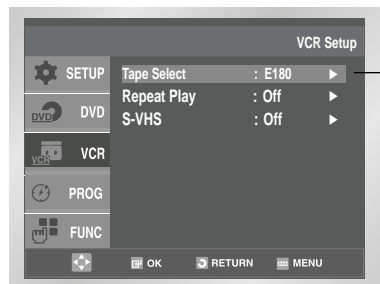 VCR Setup
SETUP
DVD DVD
VCR VCR
PROG
FUNC
Tape Select : E180
Repeat Play : Off
S-VHS : Off
OK RETURN MENU